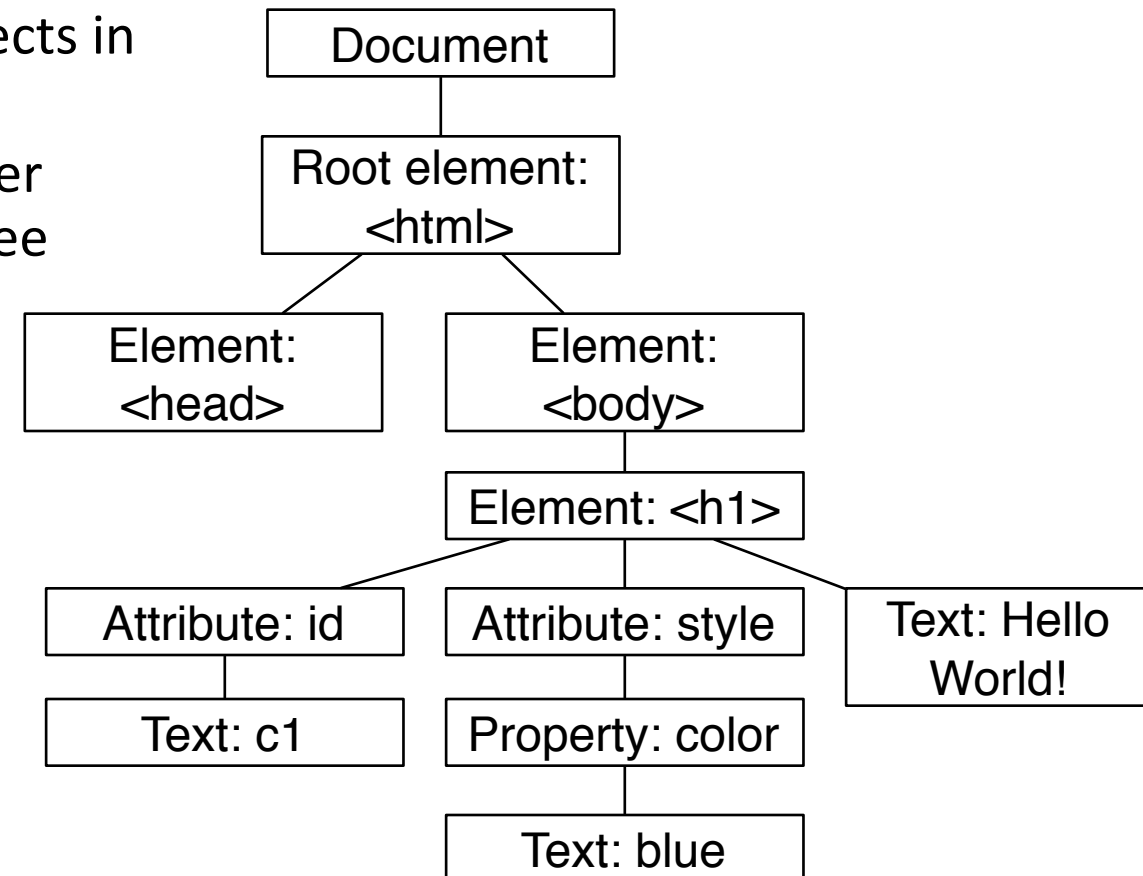 ects in
er
ee
Document
Root element:
<html>
Element:
<head>
Element:
<body>
Element: <h1>
Attribute: id
Attribute: style
Text: Hello
World!
Text: c1
Property: color
Text: blue